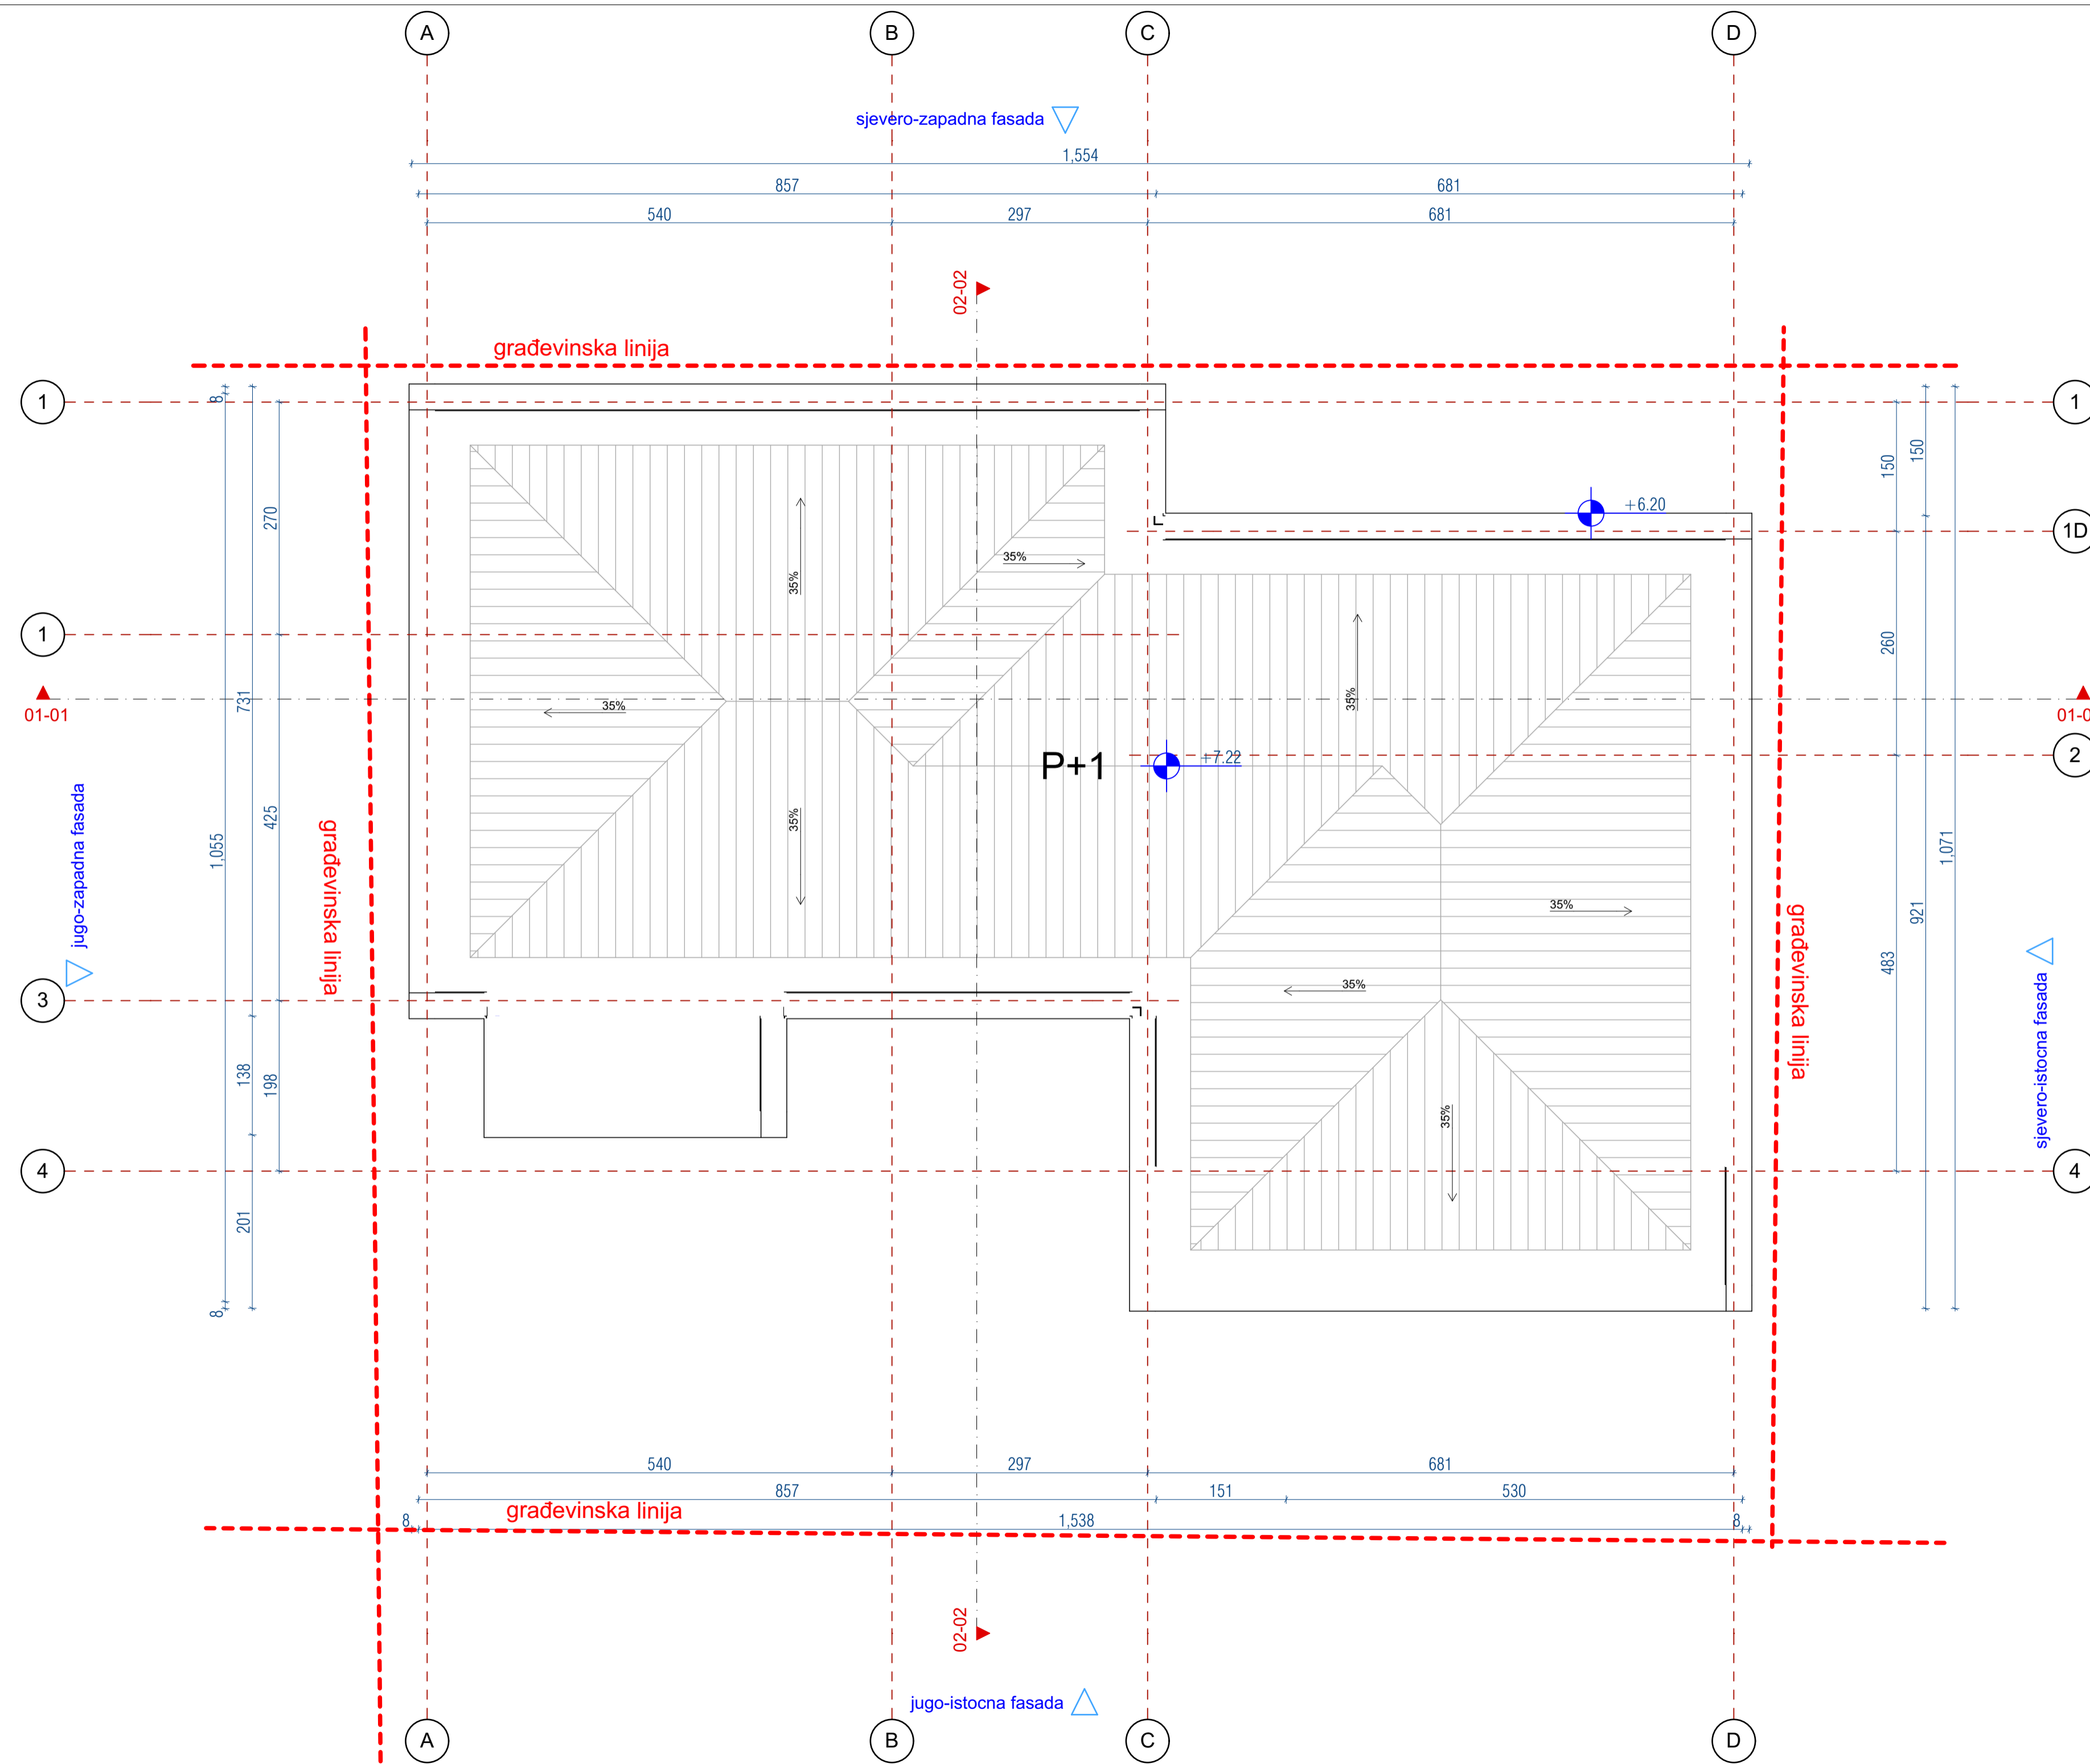 A
B
C
D
sjevero-zapadna fasada
1,554
857
681
540
297
681
02-02
građevinska linija
1
1
8
150
150
270
+6.20
1D
35%
35%
260
1
35%
731
35%
01-01
01-0
P+1
+7.22
2
35%
425
1,055
1,071
jugo-zapadna fasada
građevinska linija
35%
921
građevinska linija
483
35%
sjevero-istocna fasada
3
138
198
35%
4
4
201
8
540
297
681
857
151
530
građevinska linija
8
1,538
8
02-02
jugo-istocna fasada
A
B
C
D